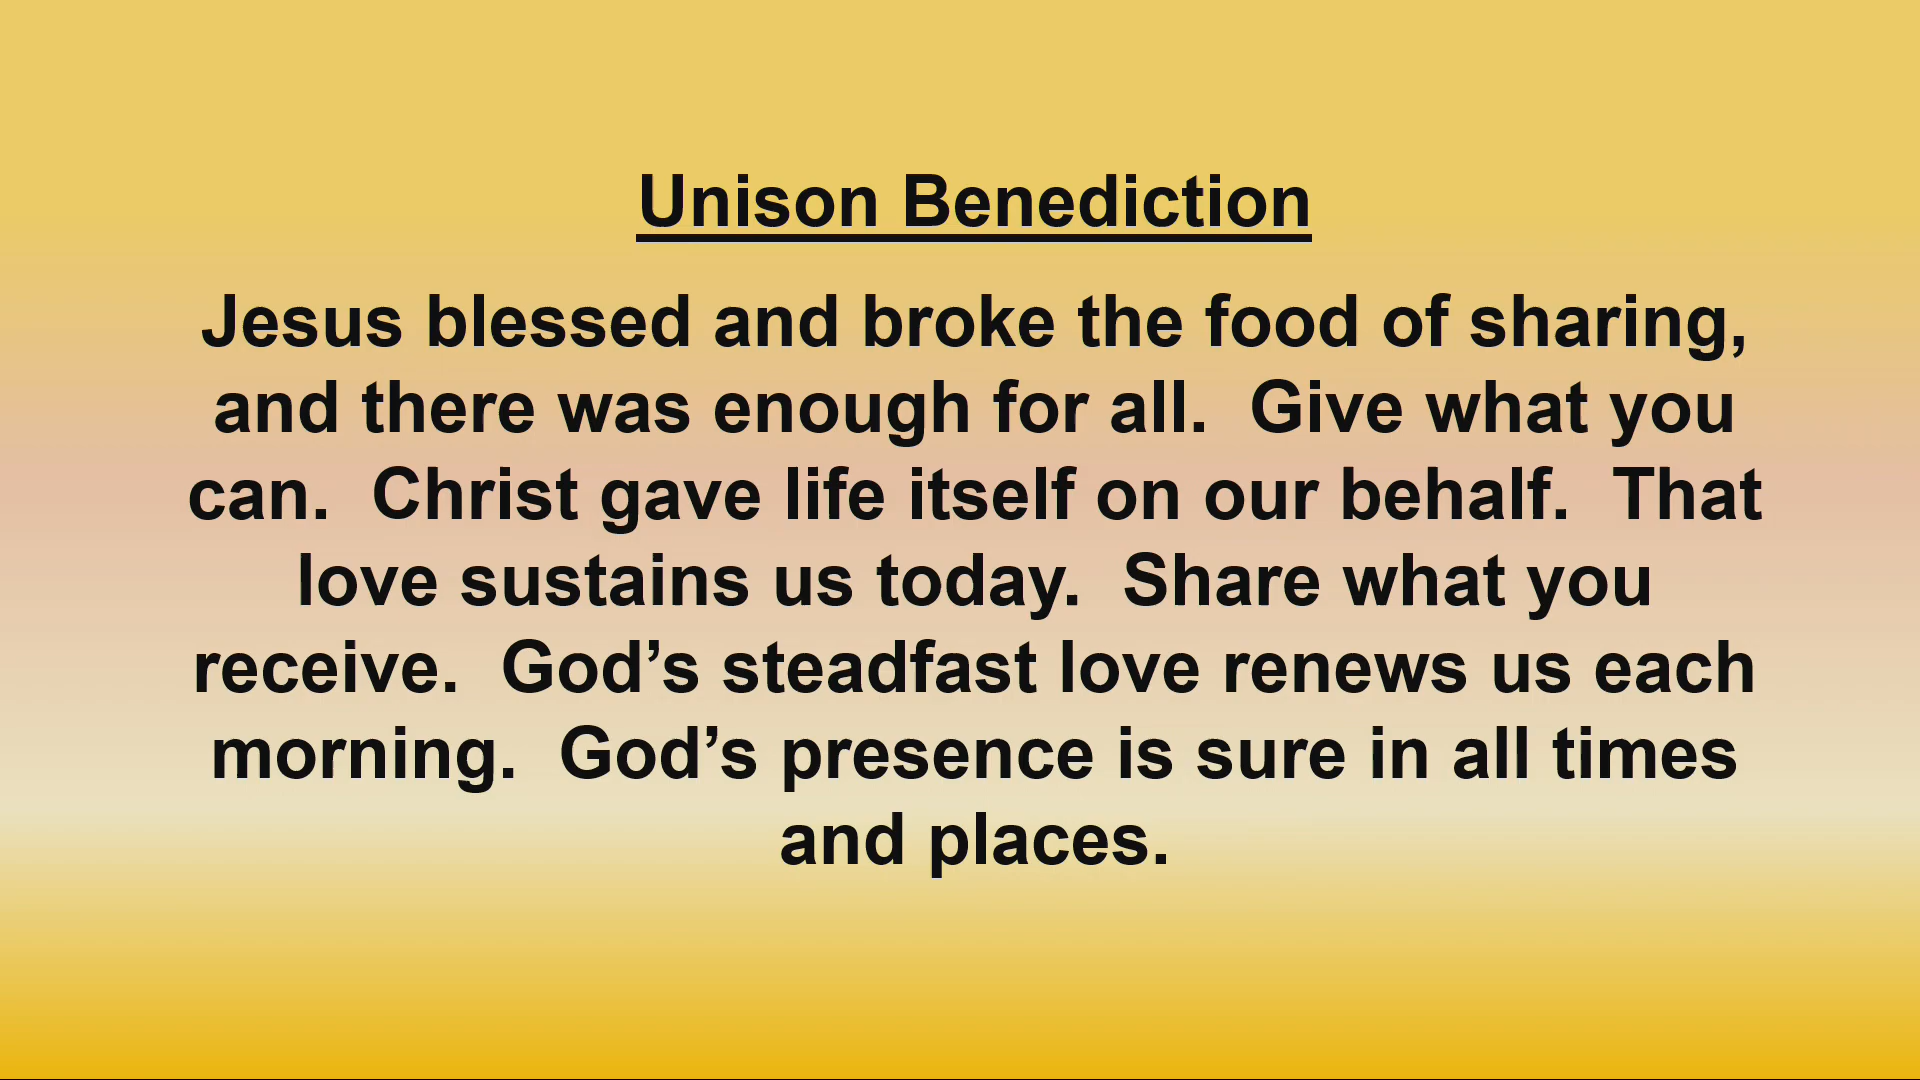 Unison Benediction
Jesus blessed and broke the food of sharing,
and there was enough for all.  Give what you
can.  Christ gave life itself on our behalf.  That
love sustains us today.  Share what you
receive.  God’s steadfast love renews us each
morning.  God’s presence is sure in all times
and places.